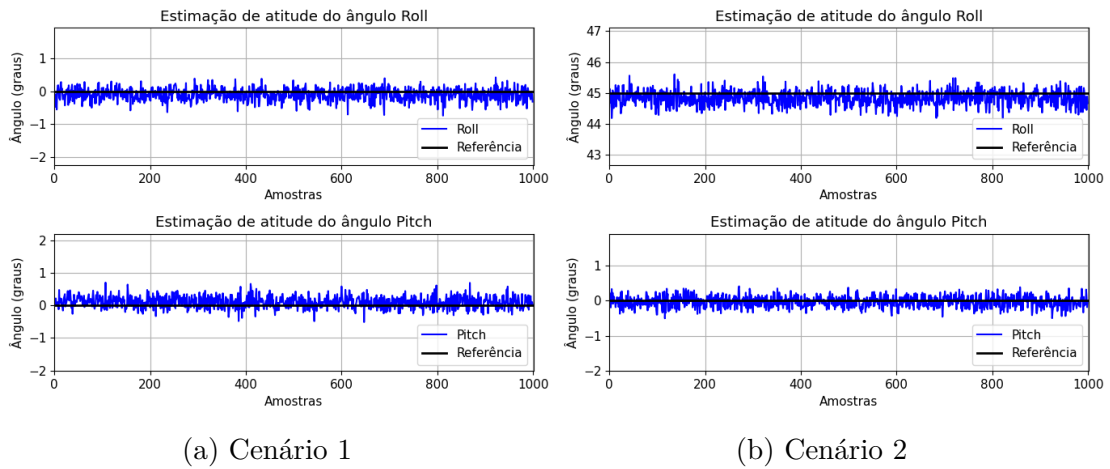 Estimação de atitude do ângulo Roll
Ângulo (graus)
1
0
−1
−2
0 200 400 600 800 1000
Amostras
Roll
Referência
Estimação de atitude do ângulo Pitch
Ângulo (graus)
2
1
0
−1
−2
0 200 400 600 800 1000
Amostras
Pitch
Referência
(a) Cenário 1
Estimação de atitude do ângulo Roll
Ângulo (graus)
47
46
45
44
43
0 200 400 600 800 1000
Amostras
Roll
Referência
Estimação de atitude do ângulo Pitch
Ângulo (graus)
1
0
−1
−2
0 200 400 600 800 1000
Amostras
Pitch
Referência
(b) Cenário 2